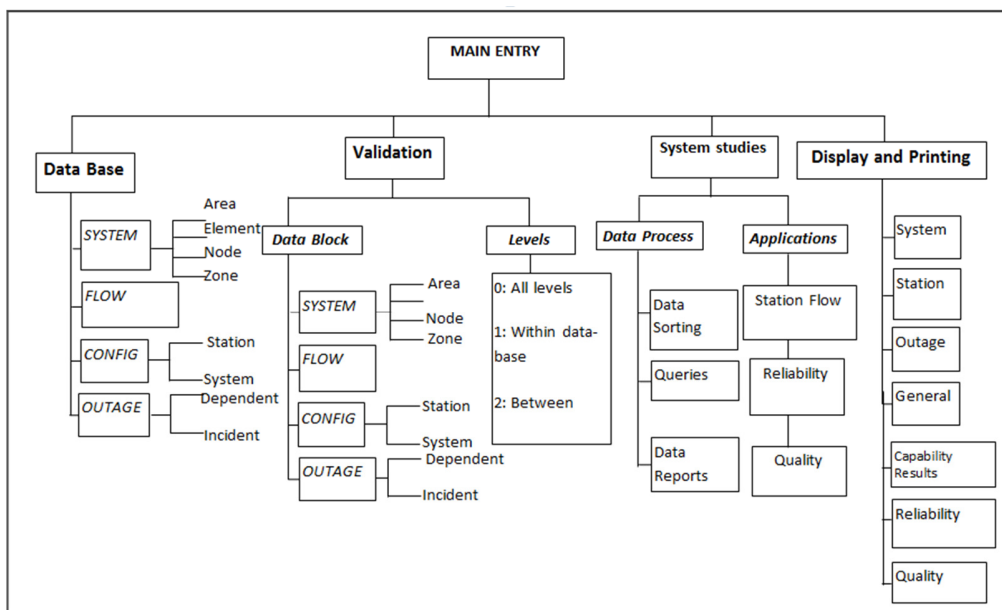 MAIN ENTRY
Data Base
Validation
System studies
Display and Printing
SYSTEM
Area
Element
Node
Zone
FLOW
CONFIG
Station
System
OUTAGE
Dependent
Incident
Data Block
Levels
SYSTEM
Area
Node
Zone
FLOW
CONFIG
Station
System
OUTAGE
Dependent
Incident
0: All levels
1: Within data-
base
2: Between
Data Process
Applications
Data
Sorting
Queries
Data
Reports
Station Flow
Reliability
Quality
System
Station
Outage
General
Capability
Results
Reliability
Quality